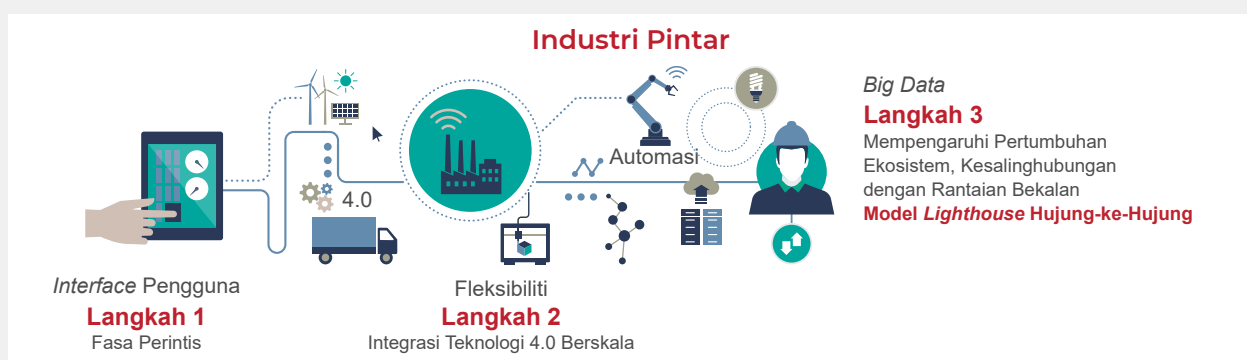 Industri Pintar
4.0
Automasi
Interface Pengguna
Langkah 1
Fasa Perintis
Fleksibiliti
Langkah 2
Integrasi Teknologi 4.0 Berskala
Big Data
Langkah 3
Mempengaruhi Pertumbuhan
Ekosistem, Kesalinghubungan
dengan Rantaian Bekalan
Model Lighthouse Hujung-ke-Hujung